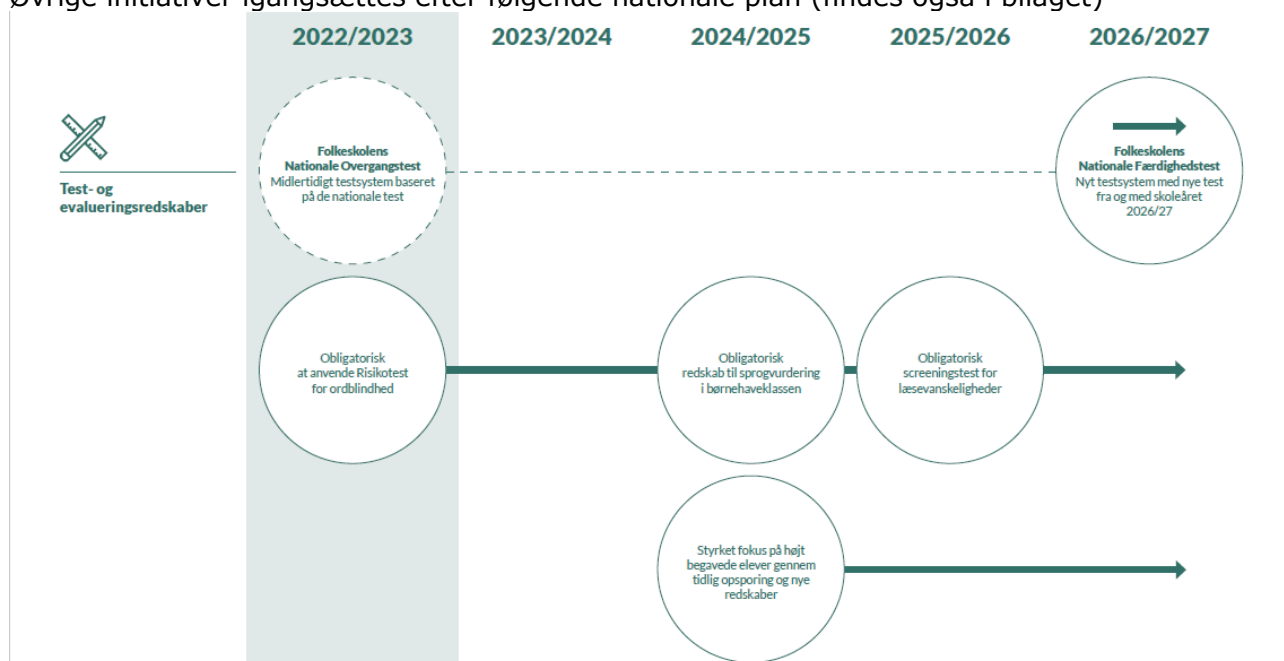 Øvrige initiativer igangsættes efter følgende nationale plan (findes også i bilaget)
2022/2023
2023/2024
2024/2025
2025/2026
2026/2027
Test- og
evalueringsredskaber
Folkeskolens
Nationale Overgangstest
Midlertidigt testsystem baseret
på de nationale test
Folkeskolens
Nationale Færdighedstest
Nyt testsystem med nye test
fra og med skoleåret
2026/27
Obligatorisk
at anvende Risikotest
for ordblindhed
Obligatorisk
redskab til sprogvurdering
i børnehaveklassen
Obligatorisk
screeningstest for
læsevanskeligheder
Styrket fokus på højt
begavede elever gennem
tidlig opsporing og nye
redskaber